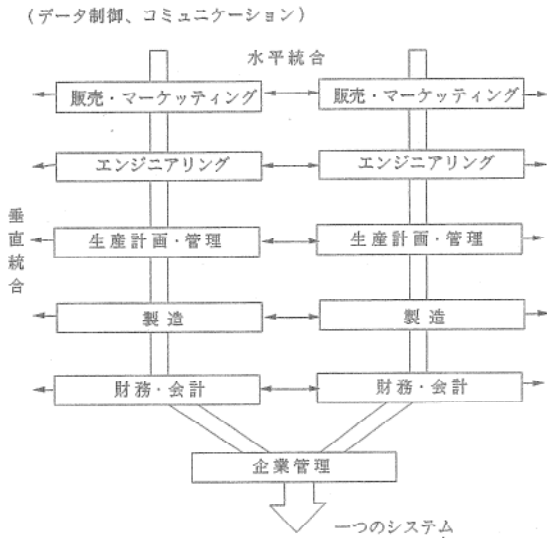 (データ制御、コミュニケーション)
水平統合
販売・マーケッティング
販売・マーケッティング
エンジニアリング
エンジニアリング
垂直統合
生産計画・管理
生産計画・管理
製造
製造
財務・会計
財務・会計
企業管理
一つのシステム